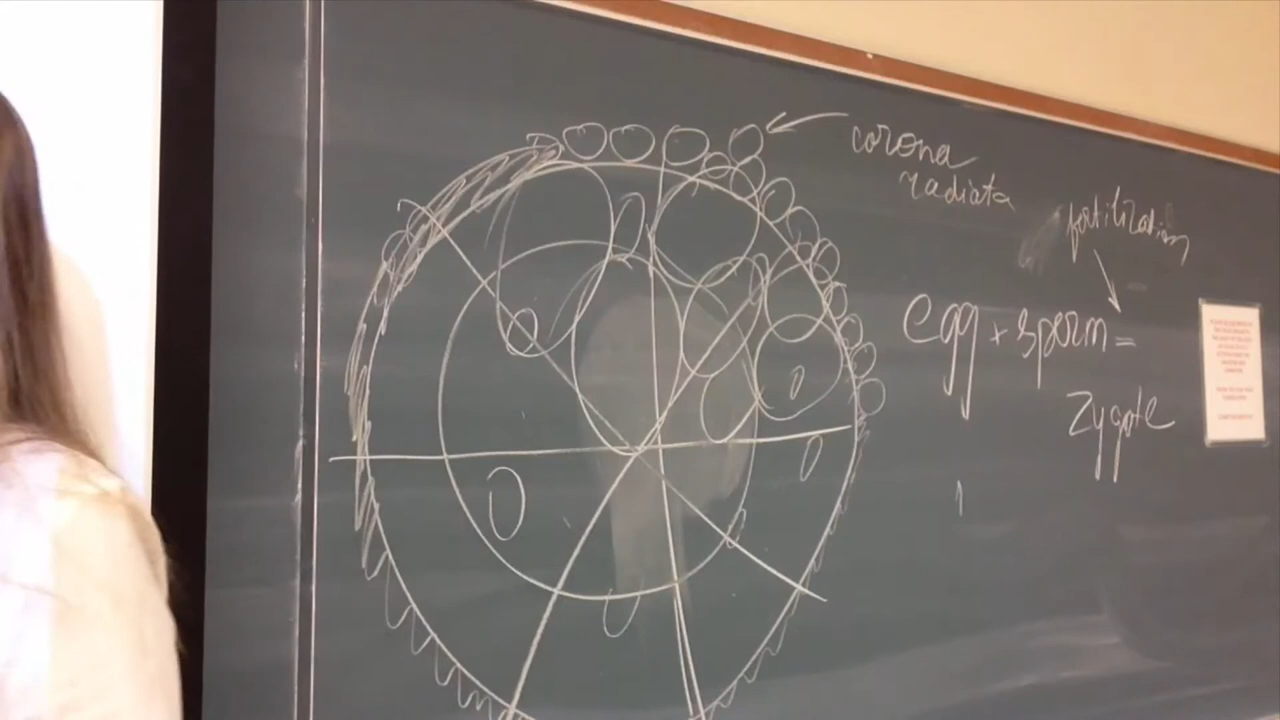 corona
radiata
fertilization
egg + sperm =
zygote